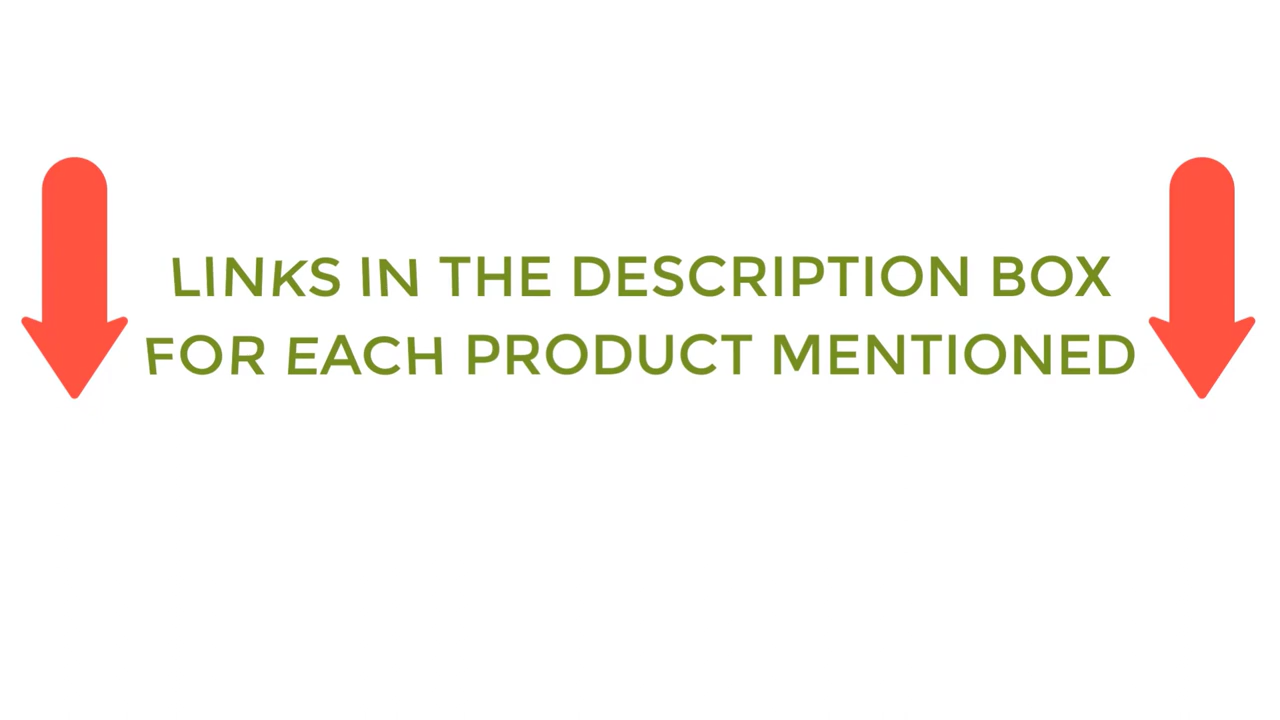 LINKS IN THE DESCRIPTION BOX
FOR EACH PRODUCT MENTIONED